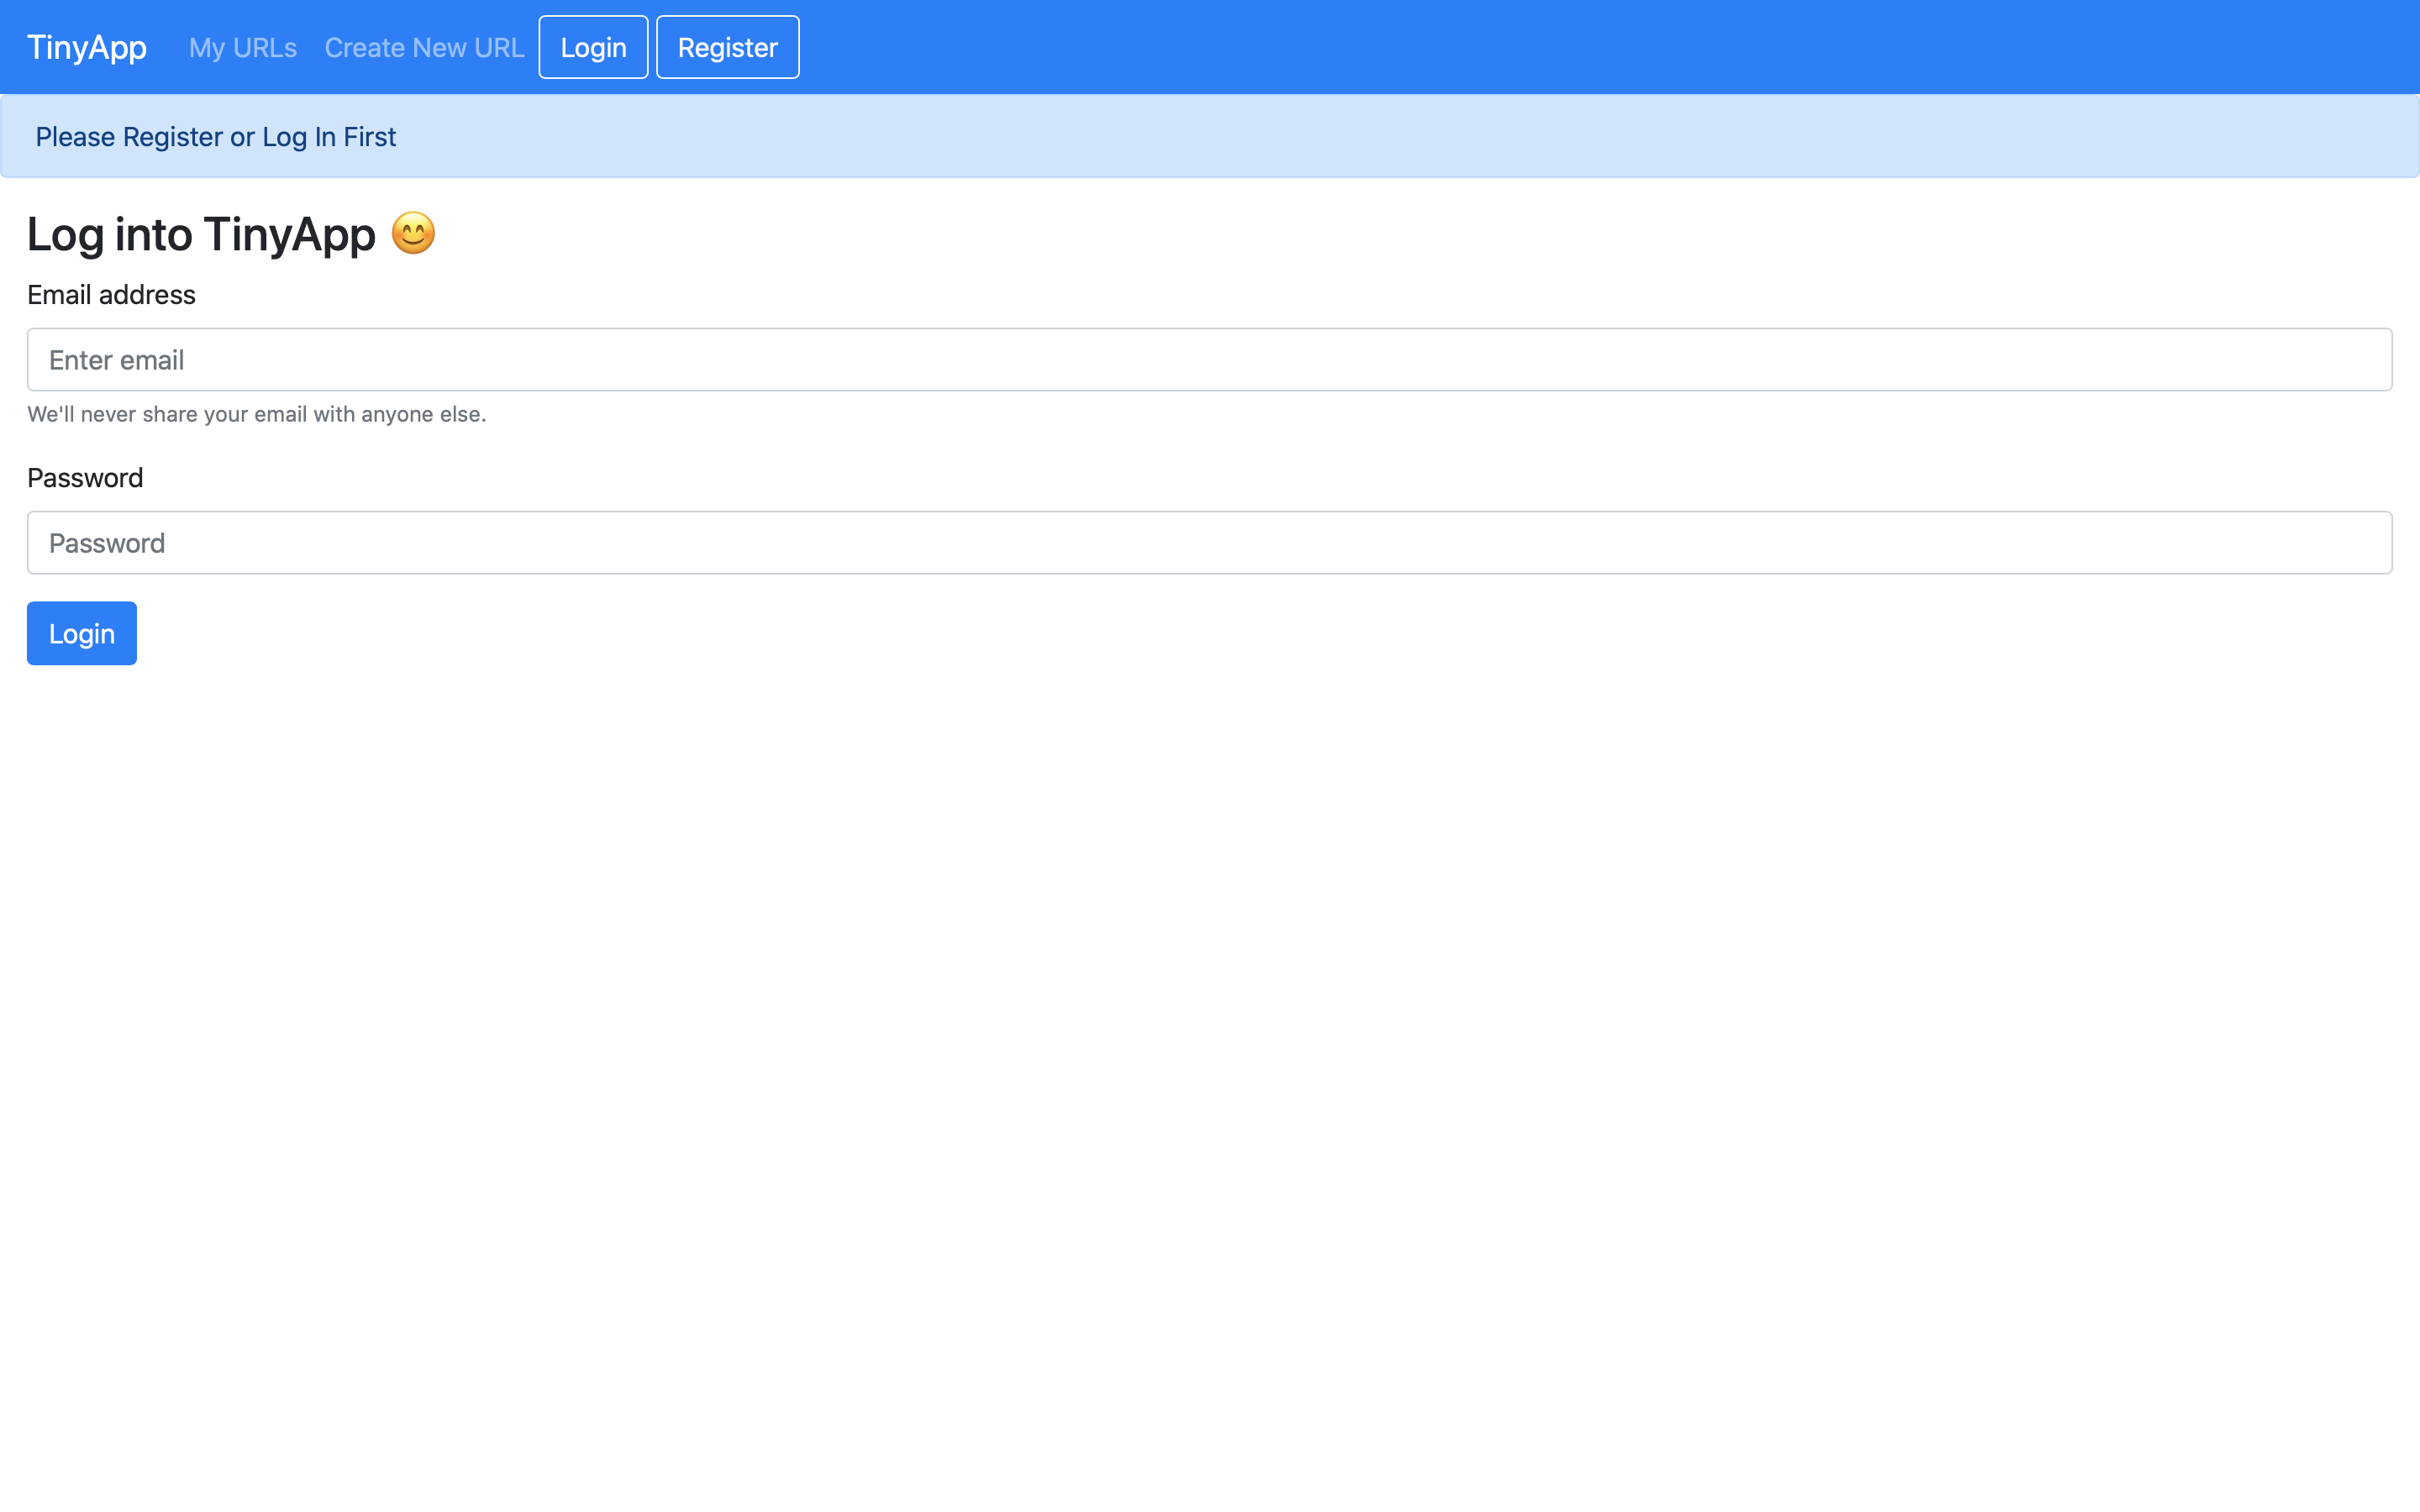 TinyApp My URLs Create New URL Login Register
Please Register or Log In First
Log into TinyApp 😊
Email address
Enter email
We'll never share your email with anyone else.
Password
Password
Login